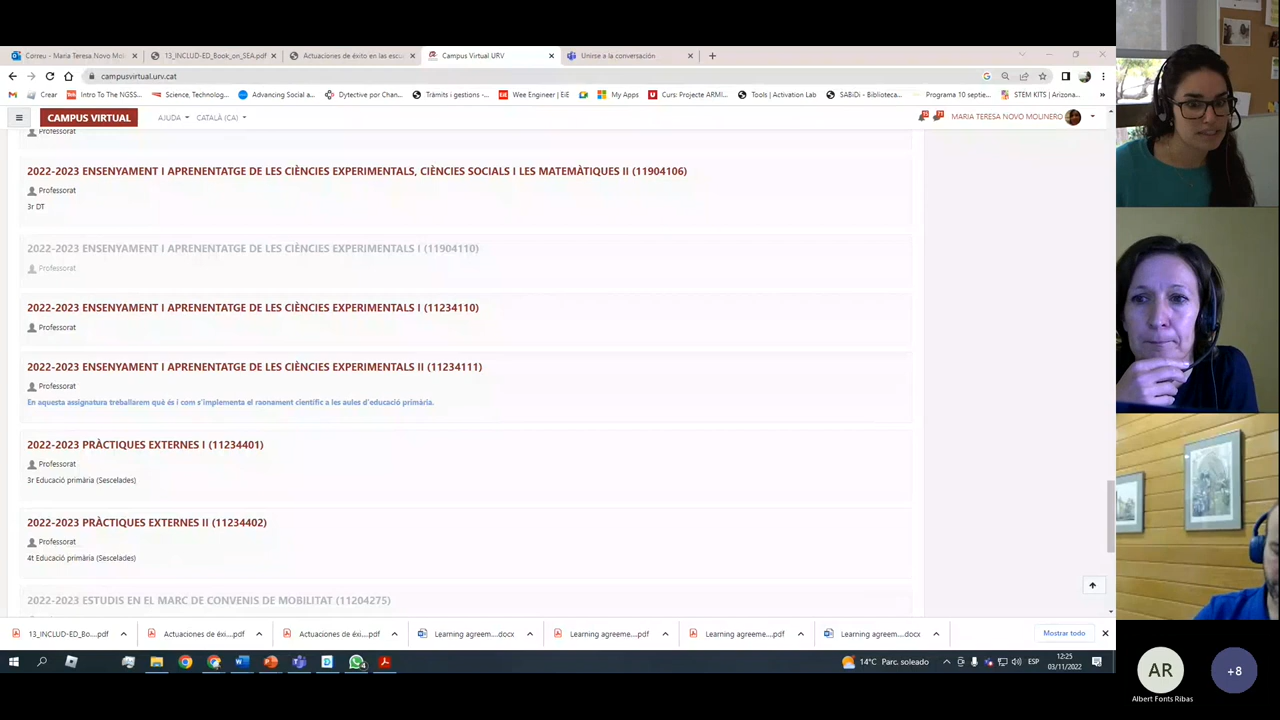 Correu - Maria Teresa Novo Mol
13_INCLUD-ED_Book_on_SEA.pdf
Actuaciones de éxito en las escu
Campus Virtual URV
Unirse a la conversación
campusvirtual.urv.cat
Crear
Intro To The NGSS...
Science, Technolog...
Advancing Social a...
Dytective por Chan...
Tràmits i gestions -...
Wee Engineer | EiE
My Apps
Curs: Projecte ARMI...
Tools | Activation Lab
SABiDi - Biblioteca...
Programa 10 septie...
STEM KITS | Arizona...
CAMPUS VIRTUAL
AJUDA
CATALÀ (CA)
MARIA TERESA NOVO MOLINERO
Professorat
2022-2023 ENSENYAMENT I APRENENTATGE DE LES CIÈNCIES EXPERIMENTALS, CIÈNCIES SOCIALS I LES MATEMÀTIQUES II (11904106)
Professorat
3r DT
2022-2023 ENSENYAMENT I APRENENTATGE DE LES CIÈNCIES EXPERIMENTALS I (11904110)
Professorat
2022-2023 ENSENYAMENT I APRENENTATGE DE LES CIÈNCIES EXPERIMENTALS I (11234110)
Professorat
2022-2023 ENSENYAMENT I APRENENTATGE DE LES CIÈNCIES EXPERIMENTALS II (11234111)
Professorat
En aquesta assignatura treballarem què és i com s'implementa el raonament científic a les aules d'educació primària.
2022-2023 PRÀCTIQUES EXTERNES I (11234401)
Professorat
3r Educació primària (Sescelades)
2022-2023 PRÀCTIQUES EXTERNES II (11234402)
Professorat
4t Educació primària (Sescelades)
2022-2023 ESTUDIS EN EL MARC DE CONVENIS DE MOBILITAT (11204275)
13_INCLUD-ED_Bo....pdf
Actuaciones de éxi....pdf
Actuaciones de éxi....pdf
Learning agreem....docx
Learning agreeme....pdf
Learning agreeme....pdf
Learning agreem....docx
Mostrar todo
14°C Parc. soleado
ESP
12:25
03/11/2022
AR
Albert Fonts Ribas
+8